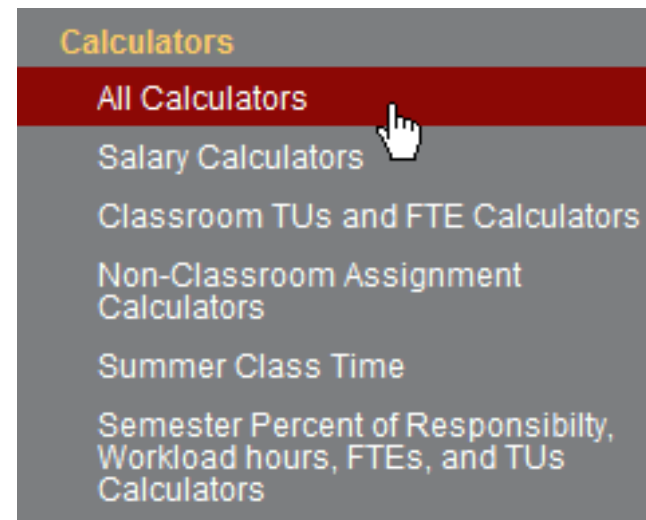 Calculators
All Calculators
Salary Calculators
Classroom TUs and FTE Calculators
Non-Classroom Assignment
Calculators
Summer Class Time
Semester Percent of Responsibilty,
Workload hours, FTEs, and TUs
Calculators